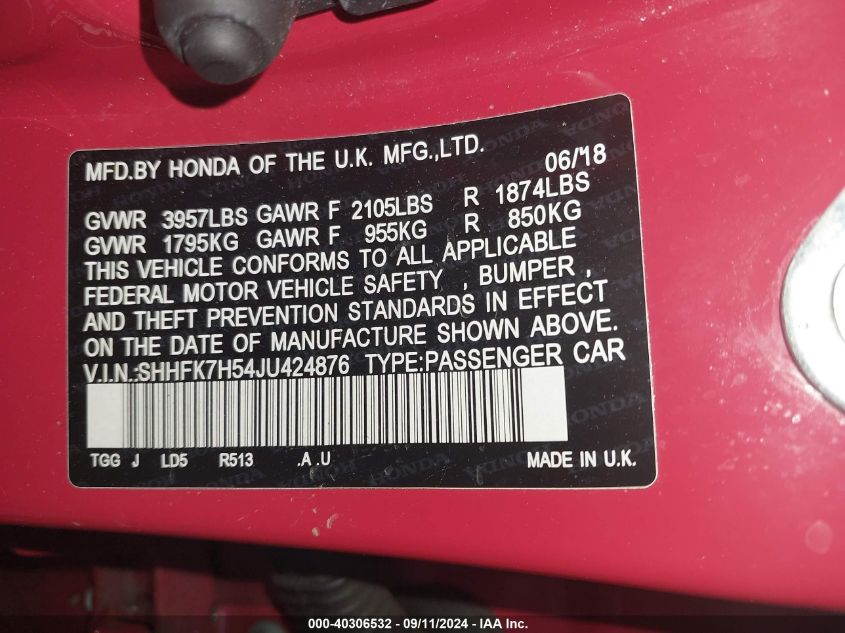 MFD.BY HONDA OF THE U.K. MFG.,LTD. 06/18
GVWR 3957LBS GAWR F 2105LBS R 1874LBS
GVWR 1795KG GAWR F 955KG R 850KG
THIS VEHICLE CONFORMS TO ALL APPLICABLE
FEDERAL MOTOR VEHICLE SAFETY , BUMPER ,
AND THEFT PREVENTION STANDARDS IN EFFECT
ON THE DATE OF MANUFACTURE SHOWN ABOVE.
V.I.N.:SHHFK7H54JU424876 TYPE:PASSENGER CAR
TGG J LD5 R513 .A .U MADE IN U.K.
000-40306532 - 09/11/2024 - IAA Inc.